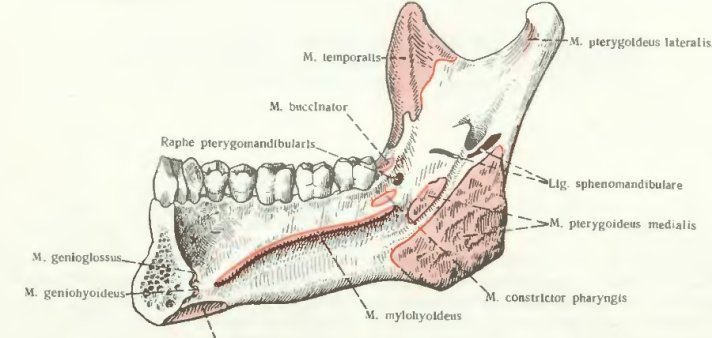 M. temporalis
M. pterygoideus lateralis
M. buccinator
Raphe pterygomandibularis
Lig. sphenomandibulare
M. pterygoideus medialis
M. genioglossus
M. geniohyoideus
M. constrictor pharyngis
M. mylohyoideus